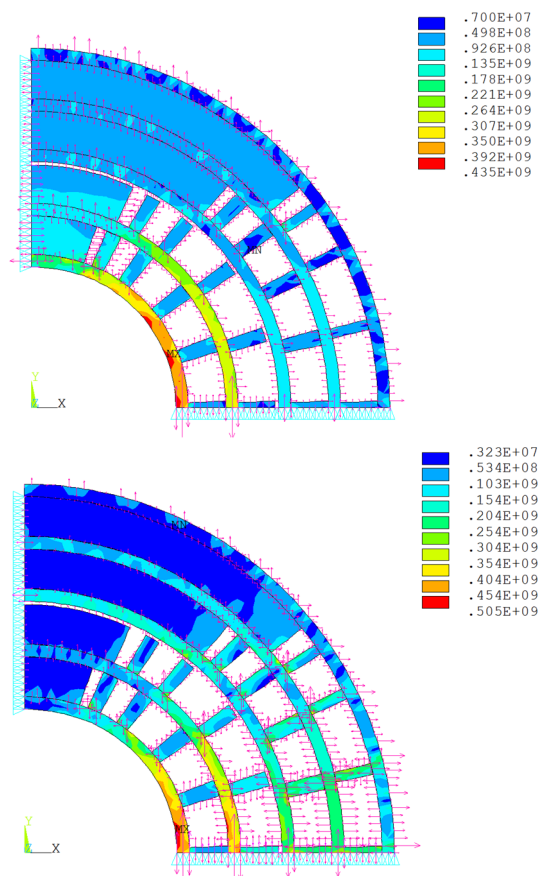 .700E+07
.498E+08
.926E+08
.135E+09
.178E+09
.221E+09
.264E+09
.307E+09
.350E+09
.392E+09
.435E+09
MN
MX
Y
Z X
.323E+07
.534E+08
.103E+09
.154E+09
.204E+09
.254E+09
.304E+09
.354E+09
.404E+09
.454E+09
.505E+09
MN
MX
Y
Z X